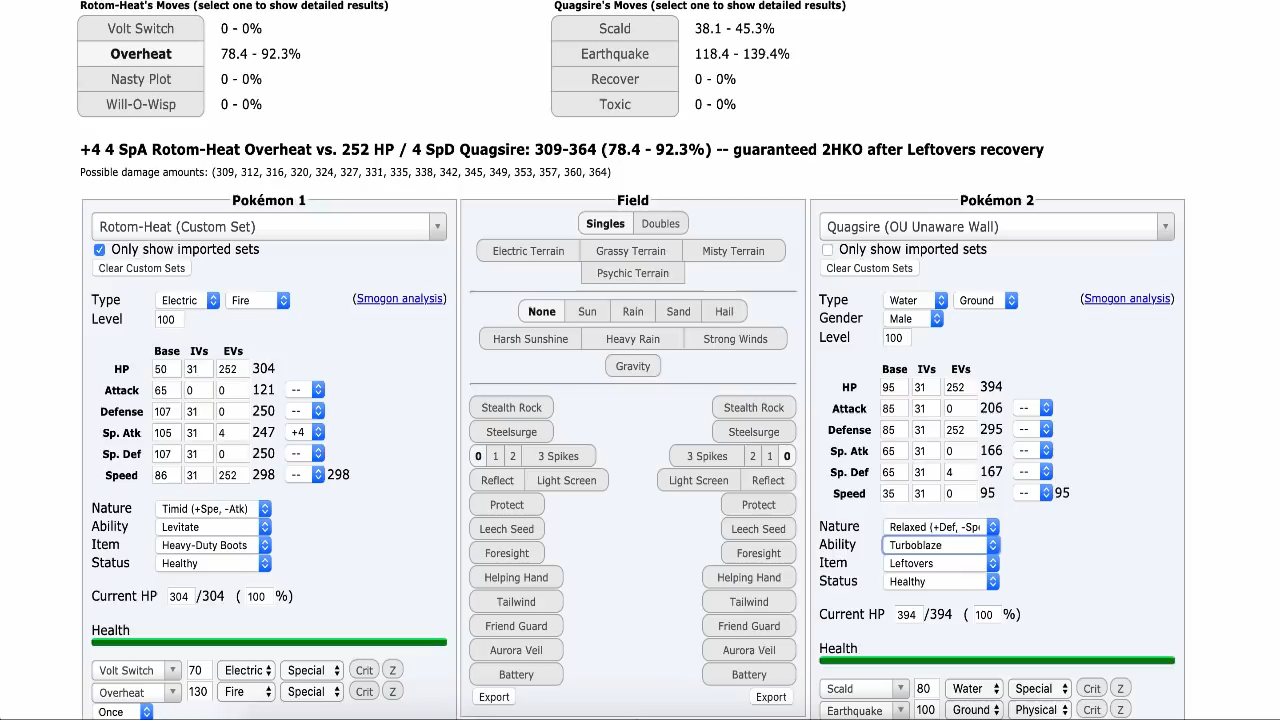 Rotom-Heat's Moves (select one to show detailed results)
Quagsire's Moves (select one to show detailed results)
Volt Switch 0 - 0%
Scald 38.1 - 45.3%
Overheat 78.4 - 92.3%
Earthquake 118.4 - 139.4%
Nasty Plot 0 - 0%
Recover 0 - 0%
Will-O-Wisp 0 - 0%
Toxic 0 - 0%
+4 4 SpA Rotom-Heat Overheat vs. 252 HP / 4 SpD Quagsire: 309-364 (78.4 - 92.3%) -- guaranteed 2HKO after Leftovers recovery
Possible damage amounts: (309, 312, 316, 320, 324, 327, 331, 335, 338, 342, 345, 349, 353, 357, 360, 364)
Pokémon 1
Rotom-Heat (Custom Set)
Only show imported sets
Clear Custom Sets
Type Electric Fire (Smogon analysis)
Level 100
Base IVs EVs
HP 50 31 252 304
Attack 65 0 0 121 --
Defense 107 31 0 250 --
Sp. Atk 105 31 4 247 +4
Sp. Def 107 31 0 250 --
Speed 86 31 252 298 -- 298
Nature Timid (+Spe, -Atk)
Ability Levitate
Item Heavy-Duty Boots
Status Healthy
Current HP 304 /304 ( 100 %)
Health
Volt Switch 70 Electric Special Crit Z
Overheat 130 Fire Special Crit Z
Once
Field
Singles Doubles
Electric Terrain Grassy Terrain Misty Terrain
Psychic Terrain
None Sun Rain Sand Hail
Harsh Sunshine Heavy Rain Strong Winds
Gravity
Stealth Rock Stealth Rock
Steelsurge Steelsurge
0 1 2 3 Spikes 3 Spikes 2 1 0
Reflect Light Screen Light Screen Reflect
Protect Protect
Leech Seed Leech Seed
Foresight Foresight
Helping Hand Helping Hand
Tailwind Tailwind
Friend Guard Friend Guard
Aurora Veil Aurora Veil
Battery Battery
Export Export
Pokémon 2
Quagsire (OU Unaware Wall)
Only show imported sets
Clear Custom Sets
Type Water Ground (Smogon analysis)
Gender Male
Level 100
Base IVs EVs
HP 95 31 252 394
Attack 85 31 0 206 --
Defense 85 31 252 295 --
Sp. Atk 65 31 0 166 --
Sp. Def 65 31 4 167 --
Speed 35 31 0 95 -- 95
Nature Relaxed (+Def, -Sp
Ability Turboblaze
Item Leftovers
Status Healthy
Current HP 394 /394 ( 100 %)
Health
Scald 80 Water Special Crit Z
Earthquake 100 Ground Physical Crit Z